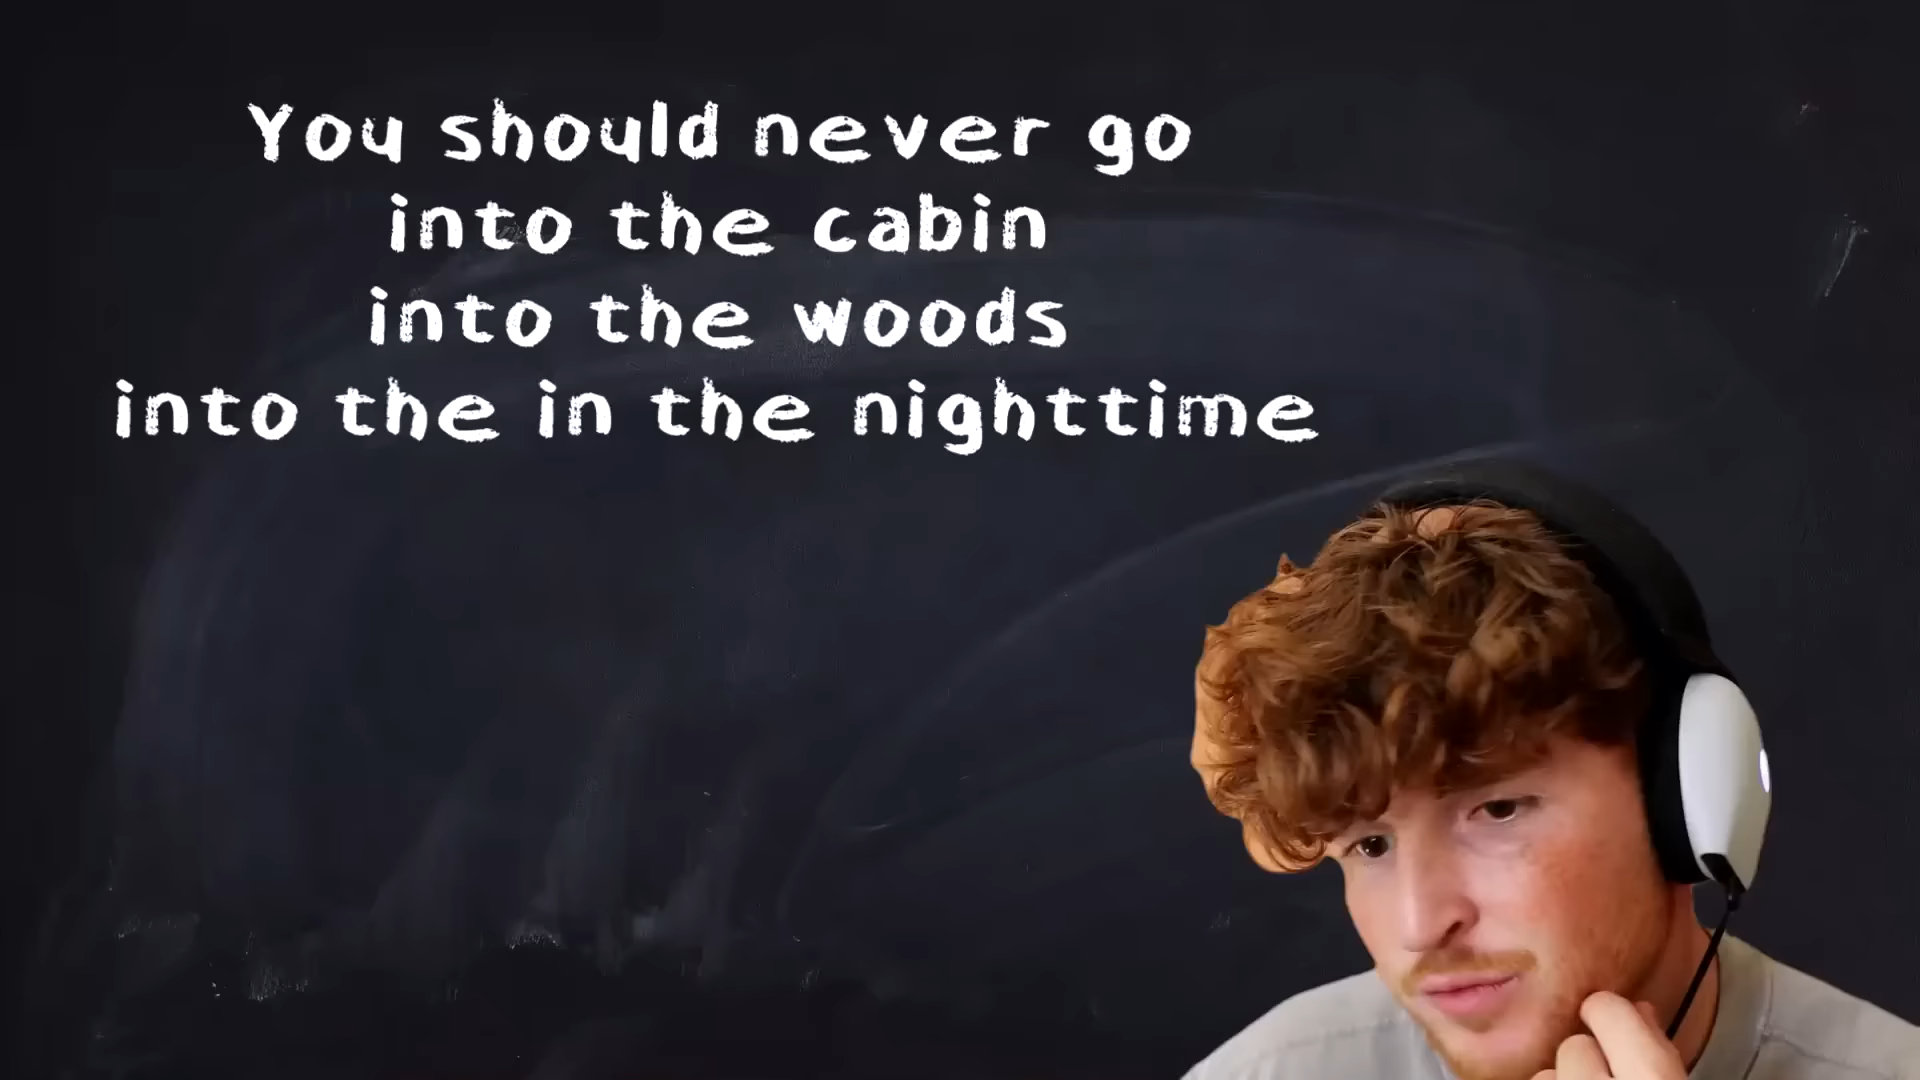 You should never go
into the cabin
into the woods
into the in the nighttime